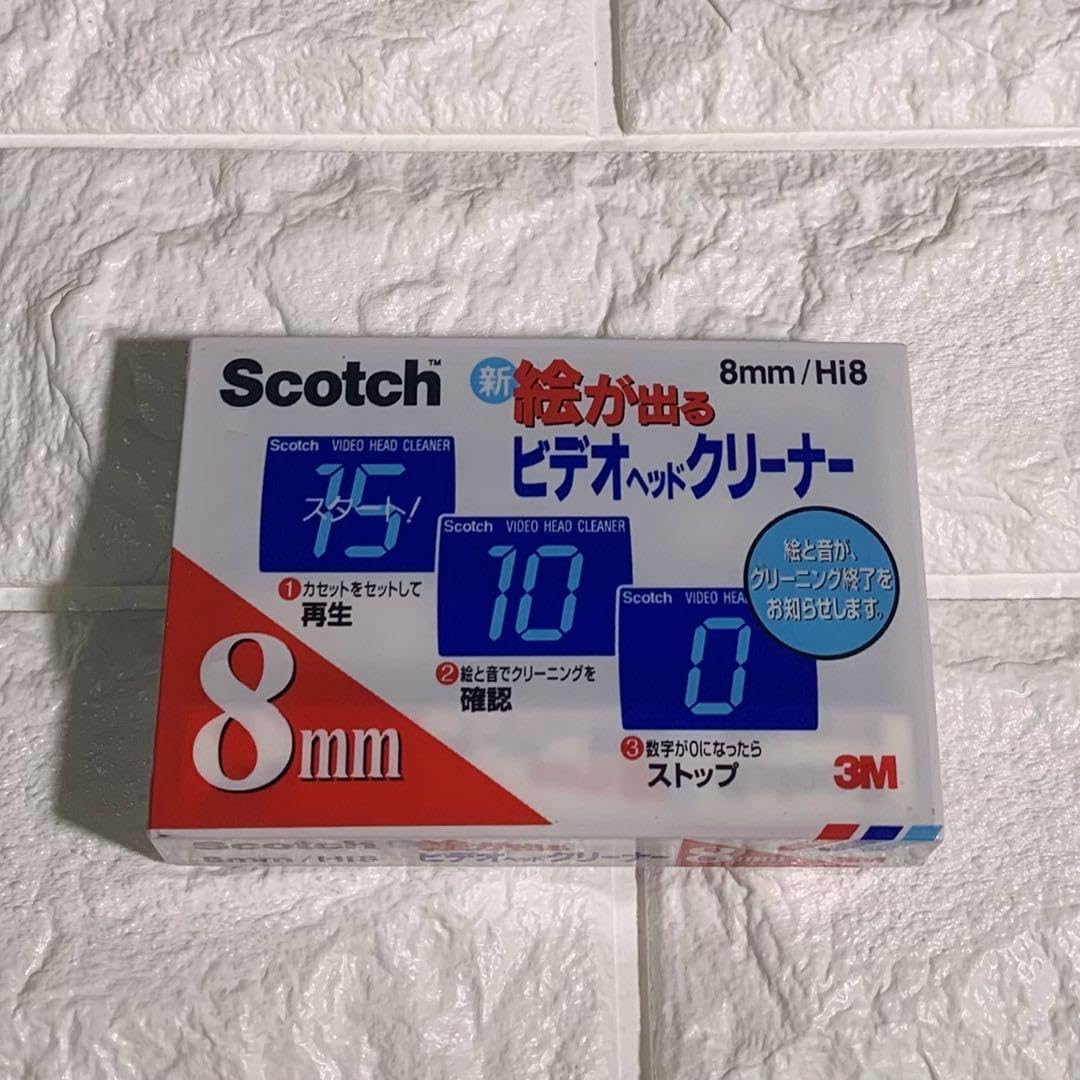 Scotch™
新 絵が出る
8mm/Hi8
ビデオヘッドクリーナー
Scotch VIDEO HEAD CLEANER
15
スタート!
1 カセットをセットして
再生
Scotch VIDEO HEAD CLEANER
10
2 絵と音でクリーニングを
確認
Scotch VIDEO
0
絵と音が、
クリーニング終了を
お知らせします。
3 数字が0になったら
ストップ
8mm
3M
Scotch 絵が出る
8mm/Hi8 ビデオヘッドクリーナー